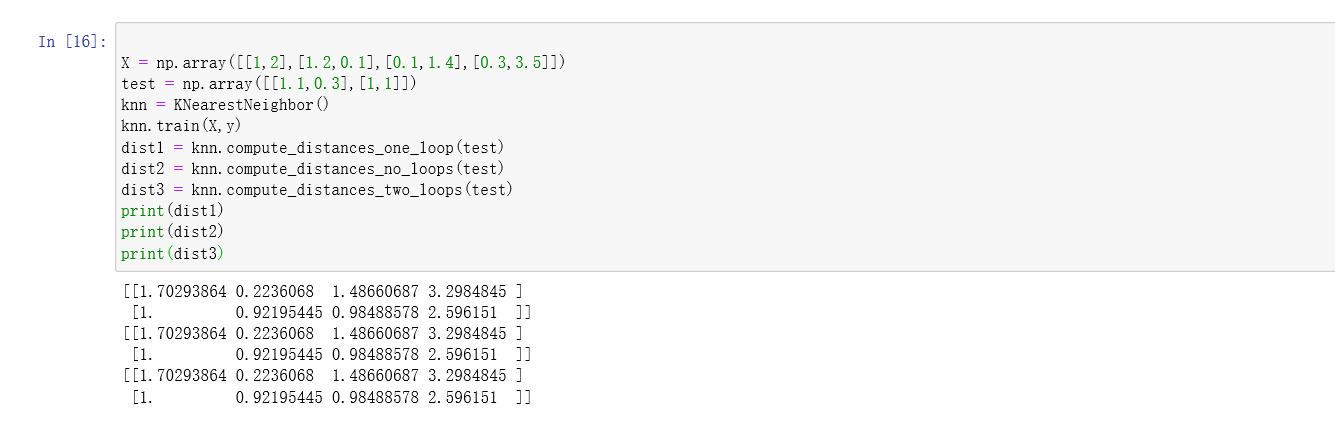 In [16]:
X = np.array([[1,2],[1.2,0.1],[0.1,1.4],[0.3,3.5]])
test = np.array([[1.1,0.3],[1,1]])
knn = KNearestNeighbor()
knn.train(X,y)
dist1 = knn.compute_distances_one_loop(test)
dist2 = knn.compute_distances_no_loops(test)
dist3 = knn.compute_distances_two_loops(test)
print(dist1)
print(dist2)
print(dist3)
[[1.70293864 0.2236068  1.48660687 3.2984845 ]
 [1.         0.92195445 0.98488578 2.596151  ]]
[[1.70293864 0.2236068  1.48660687 3.2984845 ]
 [1.         0.92195445 0.98488578 2.596151  ]]
[[1.70293864 0.2236068  1.48660687 3.2984845 ]
 [1.         0.92195445 0.98488578 2.596151  ]]